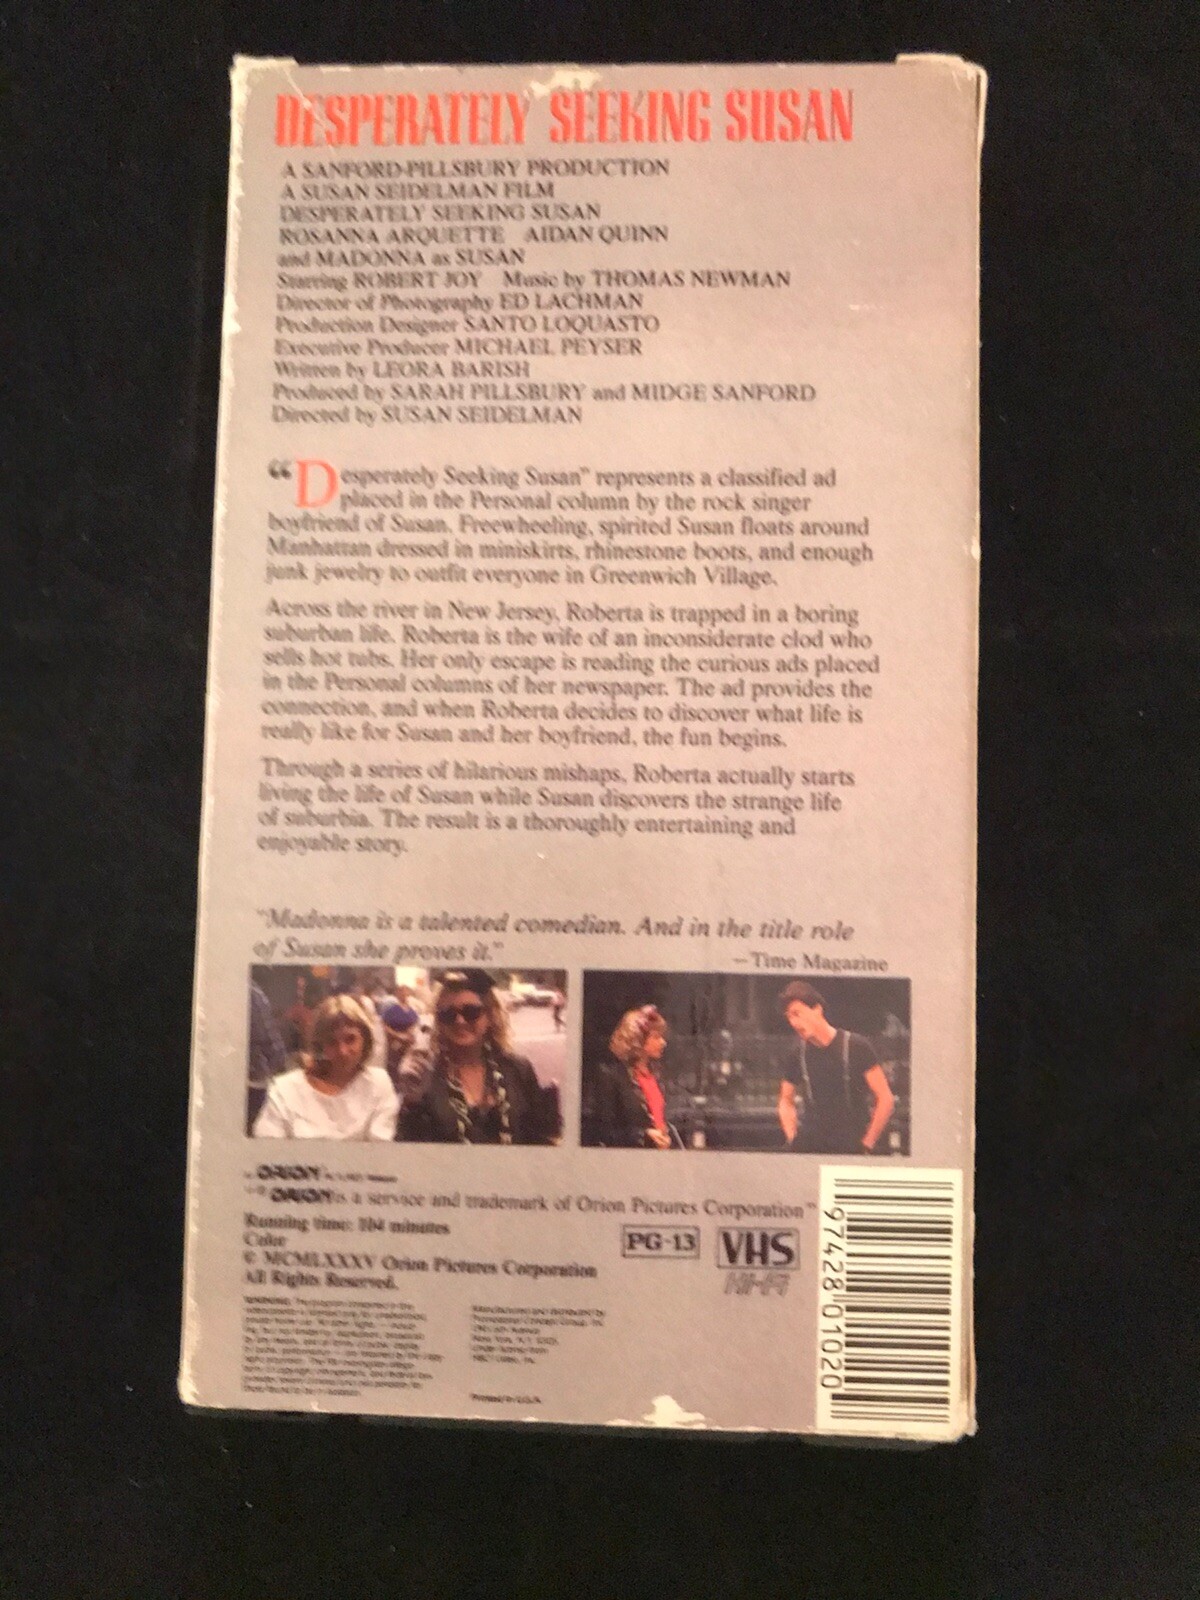 DESPERATELY SEEKING SUSAN
A SANFORD-PILLSBURY PRODUCTION
A SUSAN SEIDELMAN FILM
DESPERATELY SEEKING SUSAN
ROSANNA ARQUETTE AIDAN QUINN
and MADONNA as SUSAN
Starring ROBERT JOY Music by THOMAS NEWMAN
Director of Photography ED LACHMAN
Production Designer SANTO LOQUASTO
Executive Producer MICHAEL PEYSER
Written by LEORA BARISH
Produced by SARAH PILLSBURY and MIDGE SANFORD
Directed by SUSAN SEIDELMAN
“Desperately Seeking Susan” represents a classified ad
placed in the Personal column by the rock singer
boyfriend of Susan. Freewheeling, spirited Susan floats around
Manhattan dressed in miniskirts, rhinestone boots, and enough
junk jewelry to outfit everyone in Greenwich Village.
Across the river in New Jersey, Roberta is trapped in a boring
suburban life. Roberta is the wife of an inconsiderate clod who
sells hot tubs. Her only escape is reading the curious ads placed
in the Personal columns of her newspaper. The ad provides the
connection, and when Roberta decides to discover what life is
really like for Susan and her boyfriend, the fun begins.
Through a series of hilarious mishaps, Roberta actually starts
living the life of Susan while Susan discovers the strange life
of suburbia. The result is a thoroughly entertaining and
enjoyable story.
"Madonna is a talented comedian. And in the title role
of Susan she proves it."
—Time Magazine
ORION
ORION is a service and trademark of Orion Pictures Corporation"
Running time: 104 minutes
Color
© MCMLXXXV Orion Pictures Corporation
All Rights Reserved.
PG-13
VHS
HI-FI
Manufactured and distributed by
New York, N.Y.
Printed in U.S.A.
97428 01020